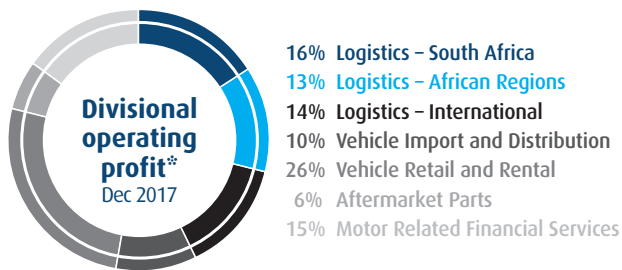 Divisional
operating
profit*
Dec 2017
16% Logistics – South Africa
13% Logistics – African Regions
14% Logistics – International
10% Vehicle Import and Distribution
26% Vehicle Retail and Rental
6% Aftermarket Parts
15% Motor Related Financial Services